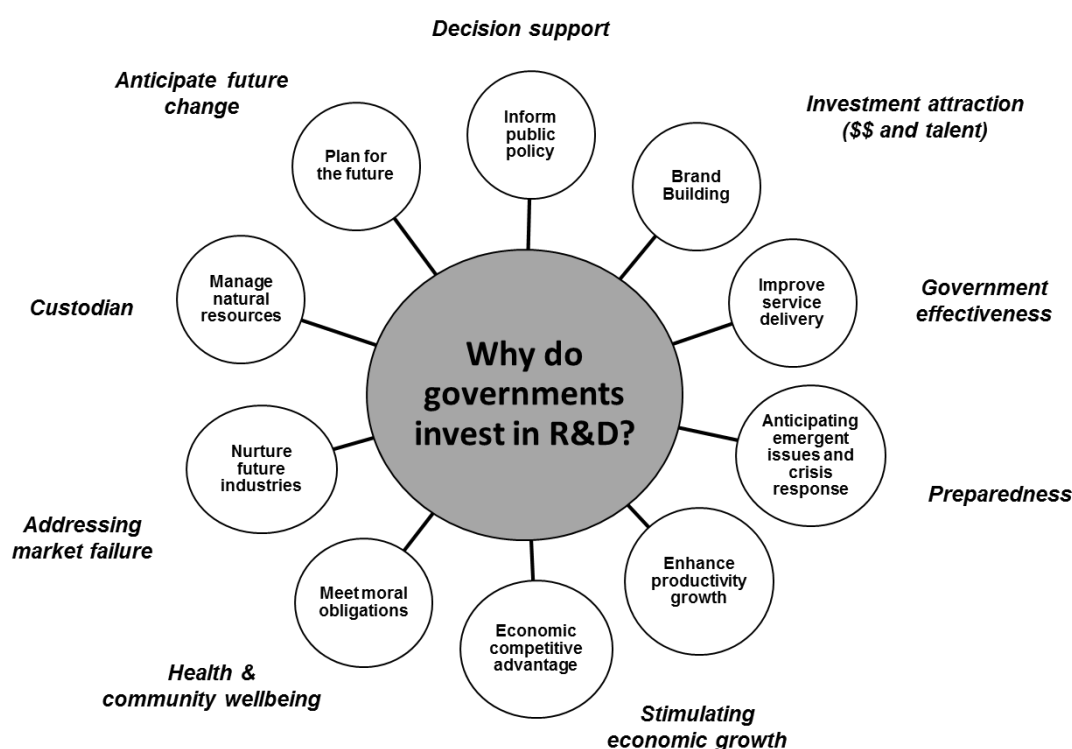 Decision support
Anticipate future
change
Investment attraction
($$ and talent)
Inform
public
policy
Plan for
the future
Brand
Building
Manage
natural
resources
Improve
service
delivery
Custodian
Government
effectiveness
Why do
governments
invest in R&D?
Nurture
future
industries
Anticipating
emergent
issues and
crisis
response
Preparedness
Addressing
market failure
Meet moral
obligations
Enhance
productivity
growth
Economic
competitive
advantage
Health &
community wellbeing
Stimulating
economic growth